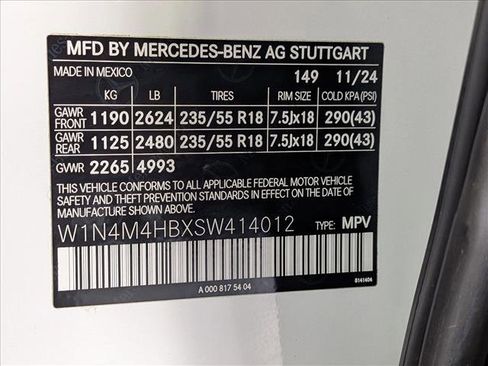 MFD BY MERCEDES-BENZ AG STUTTGART
MADE IN MEXICO 149 11/24
KG LB TIRES RIM SIZE COLD KPA(PSI)
GAWR FRONT 1190 2624 235/55 R18 7.5Jx18 290(43)
GAWR REAR 1125 2480 235/55 R18 7.5Jx18 290(43)
GVWR 2265 4993
THIS VEHICLE CONFORMS TO ALL APPLICABLE FEDERAL MOTOR VEHICLE
SAFETY AND THEFT PREVENTION STANDARDS IN EFFECT ON THE DATE OF
MANUFACTURE SHOWN ABOVE.
W1N4M4HBXSW414012 TYPE: MPV
A 000 817 54 04 8141404